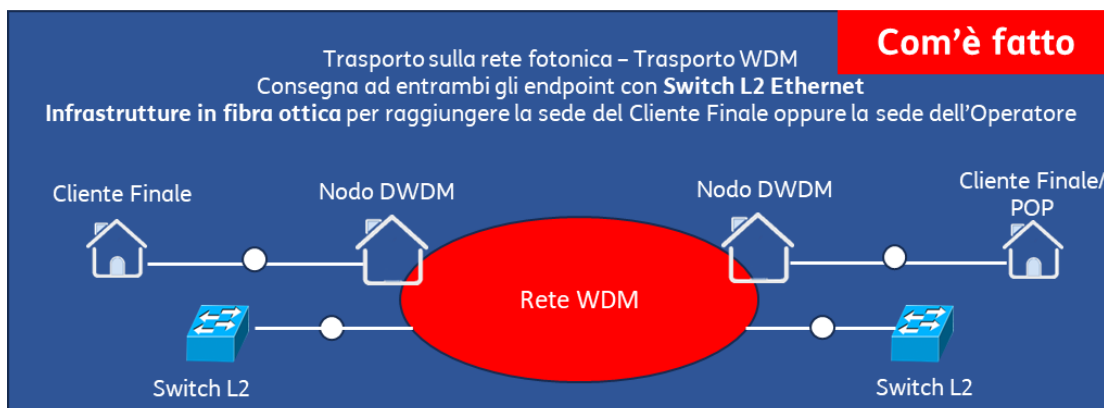 Com'è fatto
Trasporto sulla rete fotonica – Trasporto WDM
Consegna ad entrambi gli endpoint con Switch L2 Ethernet
Infrastrutture in fibra ottica per raggiungere la sede del Cliente Finale oppure la sede dell'Operatore
Cliente Finale
Nodo DWDM
Nodo DWDM
Cliente Finale/
POP
Rete WDM
Switch L2
Switch L2